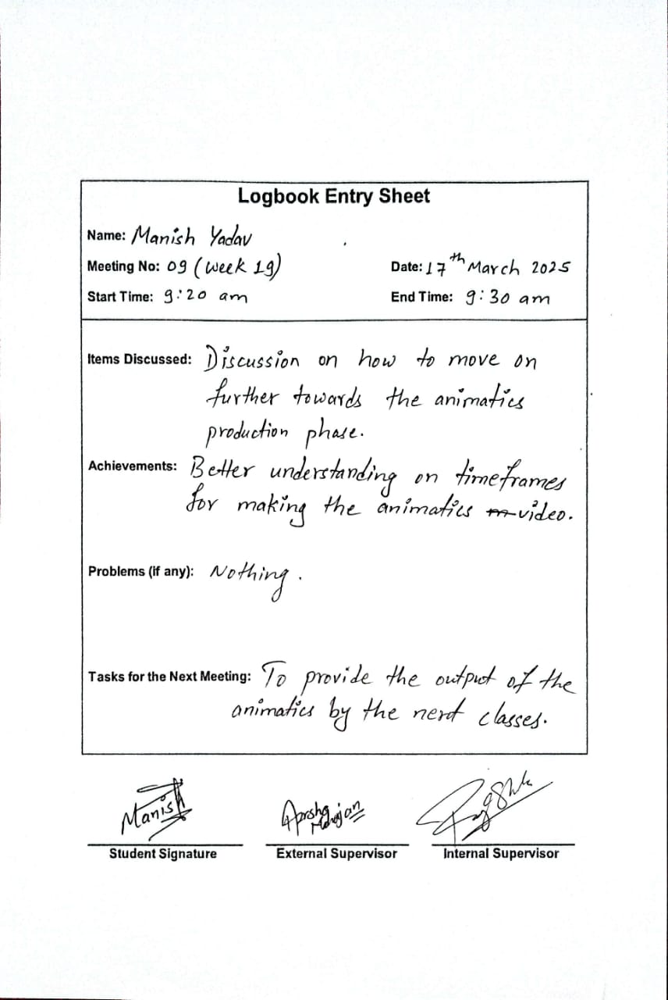 Logbook Entry Sheet
Name: Manish Yadav
Meeting No: 09 (week 19) Date: 17th March 2025
Start Time: 9:20 am End Time: 9:30 am
Items Discussed: Discussion on how to move on
further towards the animatics
production phase.
Achievements: Better understanding on timeframes
for making the animatics video.
Problems (if any): Nothing.
Tasks for the Next Meeting: To provide the output of the
animatics by the next classes.
Manish
Student Signature External Supervisor Internal Supervisor